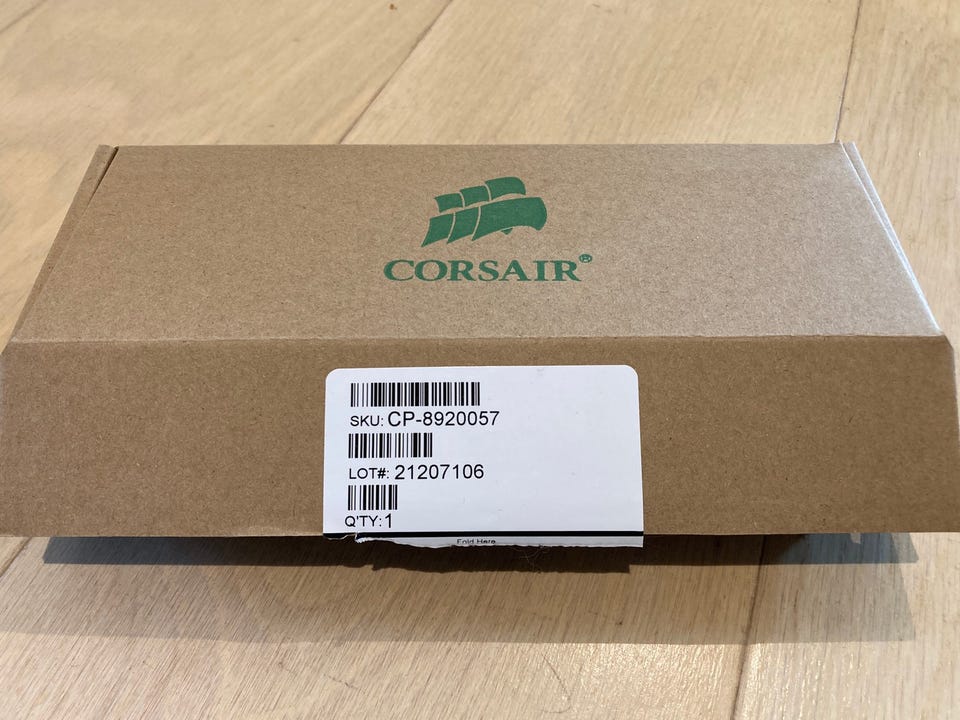 CORSAIR®
SKU: CP-8920057
LOT#: 21207106
Q'TY: 1
Fold Here